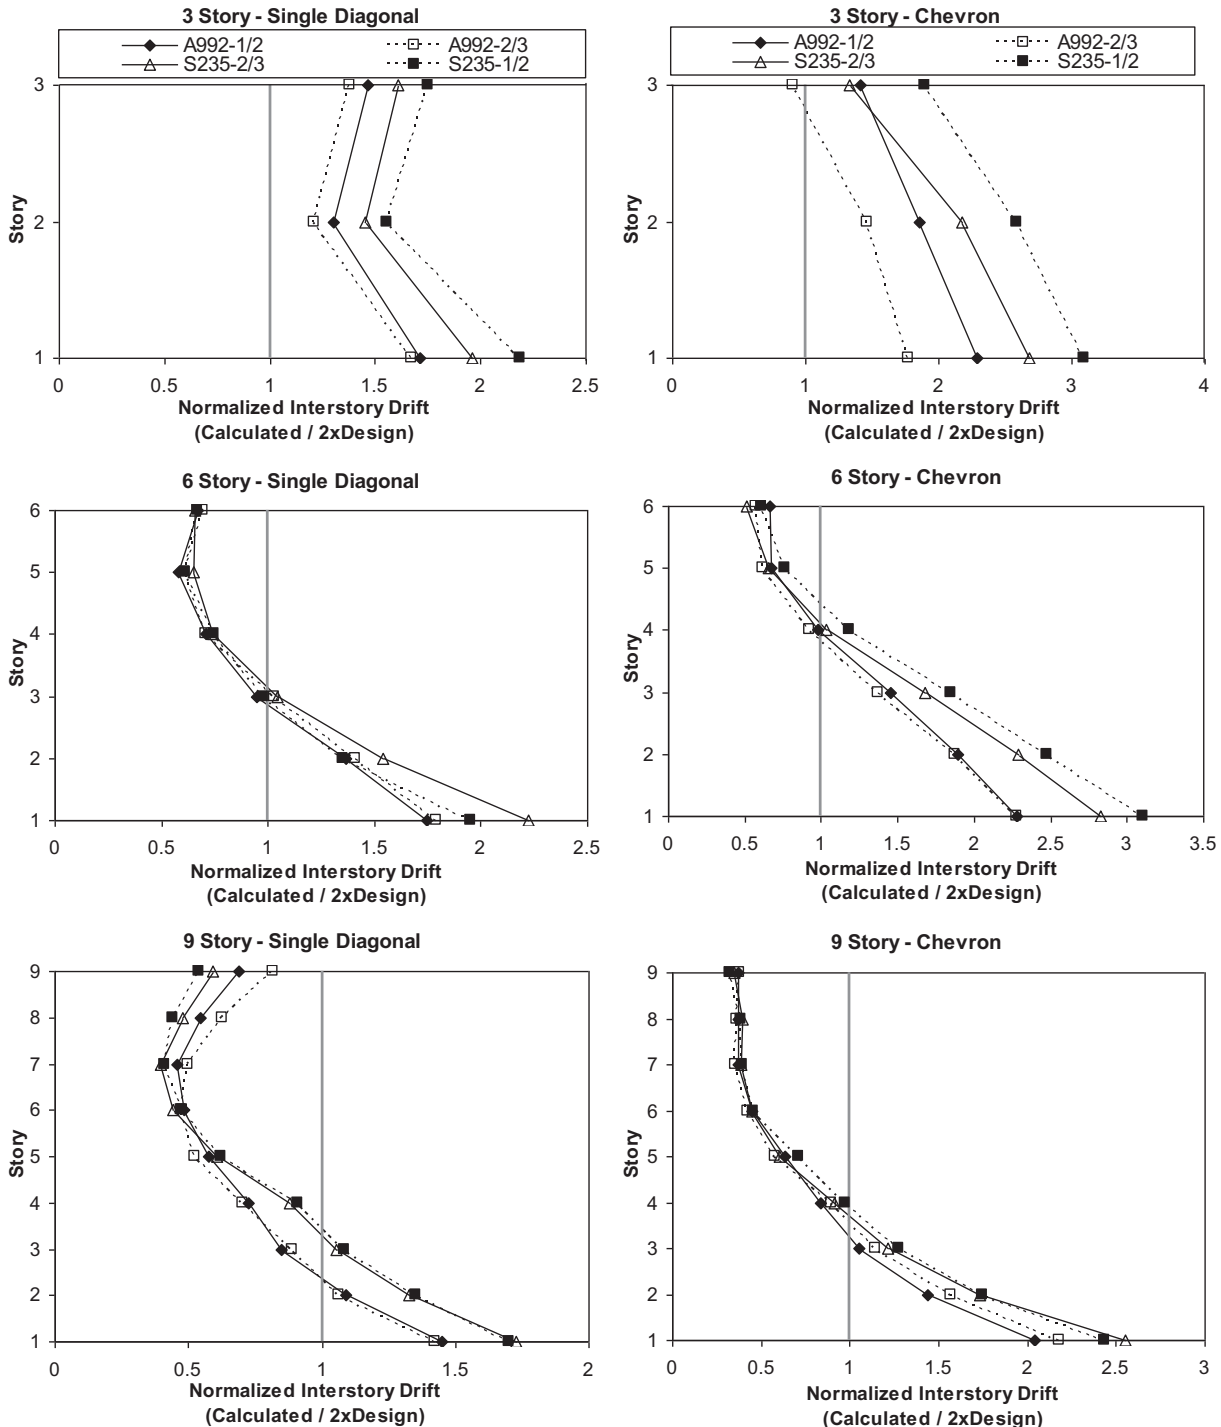 3 Story - Single Diagonal
A992-1/2
A992-2/3
S235-2/3
S235-1/2
3
2
1
Story
0
0.5
1
1.5
2
2.5
Normalized Interstory Drift
(Calculated / 2xDesign)
3 Story - Chevron
A992-1/2
A992-2/3
S235-2/3
S235-1/2
3
2
1
Story
0
1
2
3
4
Normalized Interstory Drift
(Calculated / 2xDesign)
6 Story - Single Diagonal
6
5
4
3
2
1
Story
0
0.5
1
1.5
2
2.5
Normalized Interstory Drift
(Calculated / 2xDesign)
6 Story - Chevron
6
5
4
3
2
1
Story
0
0.5
1
1.5
2
2.5
3
3.5
Normalized Interstory Drift
(Calculated / 2xDesign)
9 Story - Single Diagonal
9
8
7
6
5
4
3
2
1
Story
0
0.5
1
1.5
2
Normalized Interstory Drift
(Calculated / 2xDesign)
9 Story - Chevron
9
8
7
6
5
4
3
2
1
Story
0
0.5
1
1.5
2
2.5
3
Normalized Interstory Drift
(Calculated / 2xDesign)